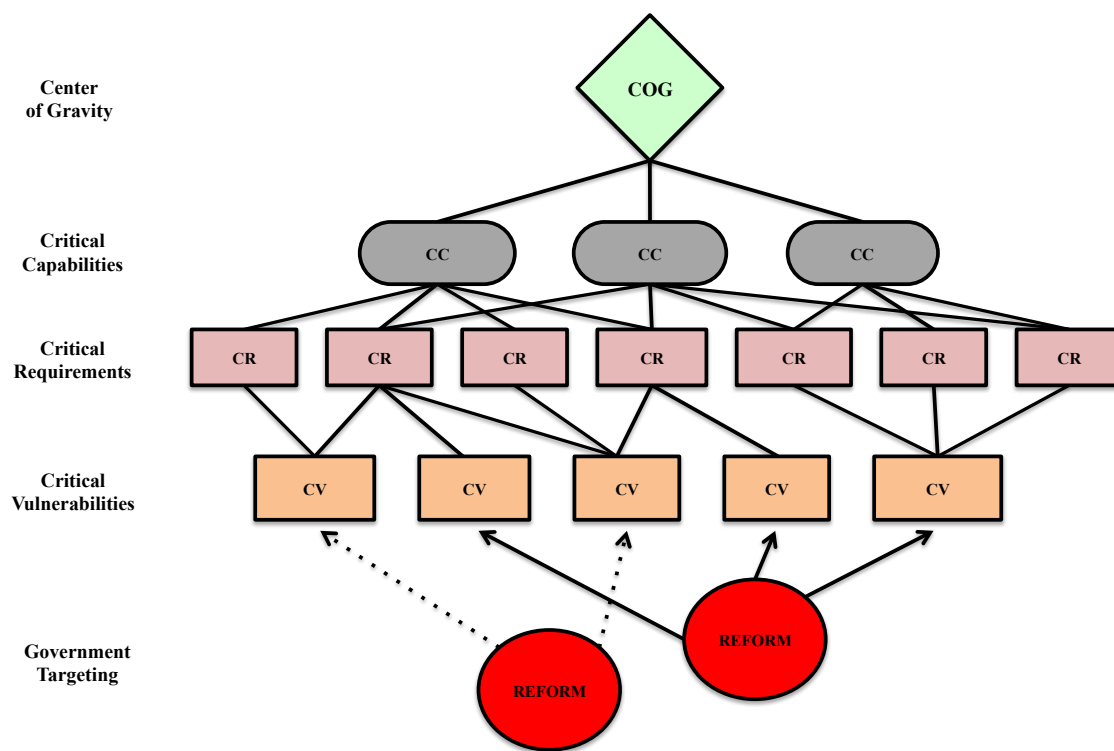 Center
of Gravity
COG
Critical
Capabilities
CC
CC
CC
Critical
Requirements
CR
CR
CR
CR
CR
CR
CR
Critical
Vulnerabilities
CV
CV
CV
CV
CV
Government
Targeting
REFORM
REFORM